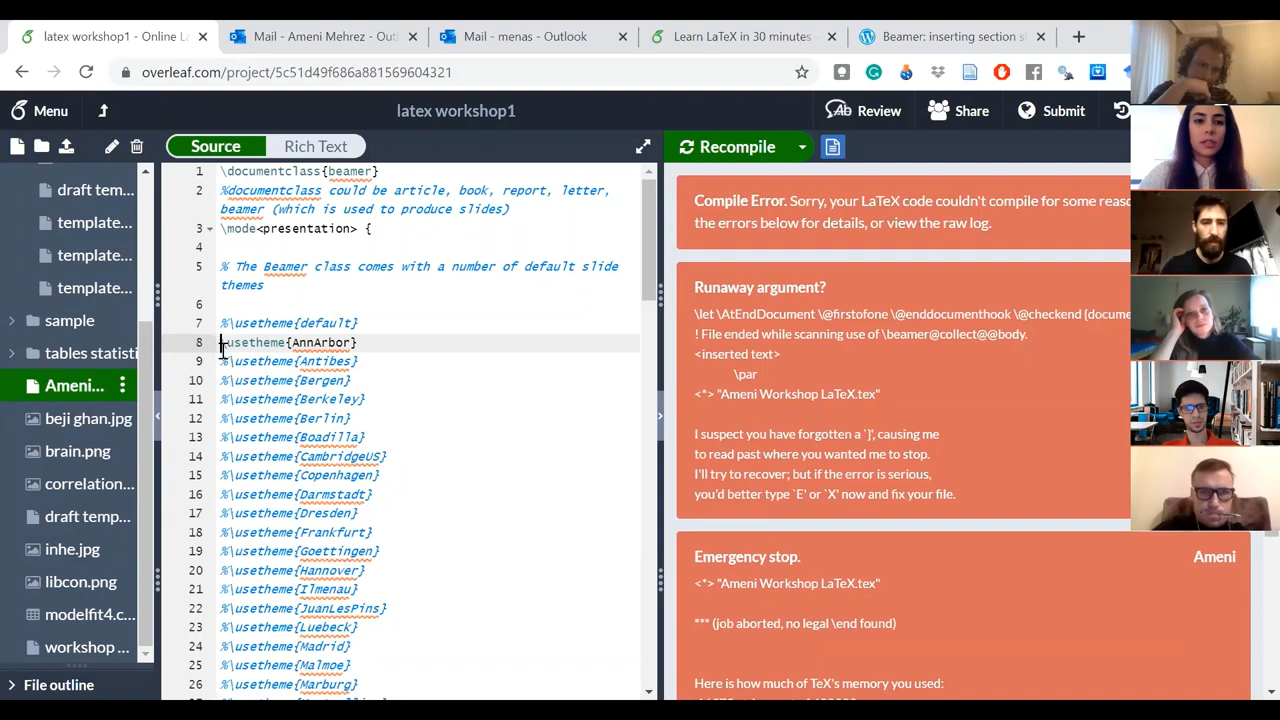 latex workshop1 - Online L
Mail - Ameni Mehrez - Out
Mail - menas - Outlook
Learn LaTeX in 30 minutes -
Beamer: inserting section s
overleaf.com/project/5c51d49f686a881569604321
Menu
latex workshop1
Review
Share
Submit
Source
Rich Text
Recompile
draft tem...
template...
template...
template...
sample
tables statisti
Ameni...
beji ghan.jpg
brain.png
correlation...
draft temp...
inhe.jpg
libcon.png
modelfit4.c...
workshop ...
File outline
1 \documentclass{beamer}
2 %documentclass could be article, book, report, letter,
beamer (which is used to produce slides)
3 \mode<presentation> {
4
5 % The Beamer class comes with a number of default slide
themes
6
7 %\usetheme{default}
8 \usetheme{AnnArbor}
9 %\usetheme{Antibes}
10 %\usetheme{Bergen}
11 %\usetheme{Berkeley}
12 %\usetheme{Berlin}
13 %\usetheme{Boadilla}
14 %\usetheme{CambridgeUS}
15 %\usetheme{Copenhagen}
16 %\usetheme{Darmstadt}
17 %\usetheme{Dresden}
18 %\usetheme{Frankfurt}
19 %\usetheme{Goettingen}
20 %\usetheme{Hannover}
21 %\usetheme{Ilmenau}
22 %\usetheme{JuanLesPins}
23 %\usetheme{Luebeck}
24 %\usetheme{Madrid}
25 %\usetheme{Malmoe}
26 %\usetheme{Marburg}
Compile Error. Sorry, your LaTeX code couldn't compile for some reaso
the errors below for details, or view the raw log.
Runaway argument?
\let \AtEndDocument \@firstofone \@enddocumenthook \@checkend {docume
! File ended while scanning use of \beamer@collect@@body.
<inserted text>
\par
<*> "Ameni Workshop LaTeX.tex"
I suspect you have forgotten a `}', causing me
to read past where you wanted me to stop.
I'll try to recover; but if the error is serious,
you'd better type `E' or `X' now and fix your file.
Emergency stop.
Ameni
<*> "Ameni Workshop LaTeX.tex"
*** (job aborted, no legal \end found)
Here is how much of TeX's memory you used: